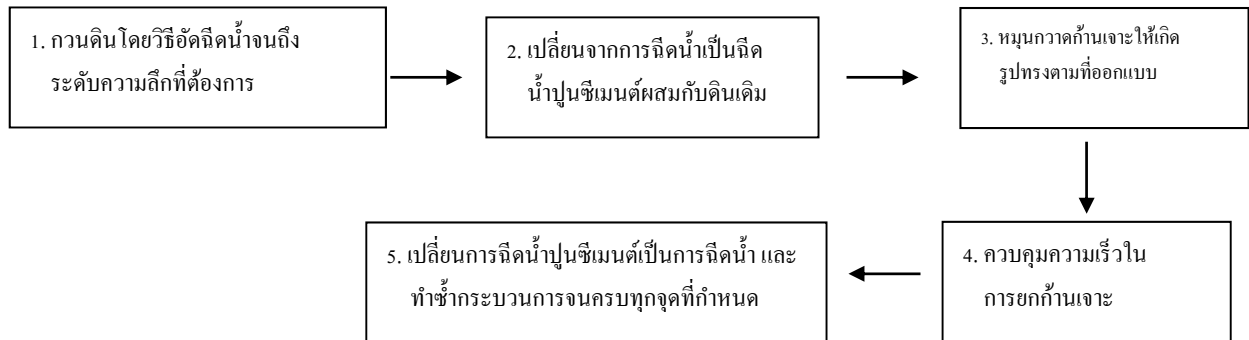 1. กวนดินโดยวิธีอัดฉีดน้ำจนถึง
ระดับความลึกที่ต้องการ
2. เปลี่ยนจากการฉีดน้ำเป็นฉีด
น้ำปูนซีเมนต์ผสมกับดินเดิม
3. หมุนกวาดก้านเจาะให้เกิด
รูปทรงตามที่ออกแบบ
4. ควบคุมความเร็วใน
การยกก้านเจาะ
5. เปลี่ยนการฉีดน้ำปูนซีเมนต์เป็นการฉีดน้ำ และ
ทำซ้ำกระบวนการจนครบทุกจุดที่กำหนด